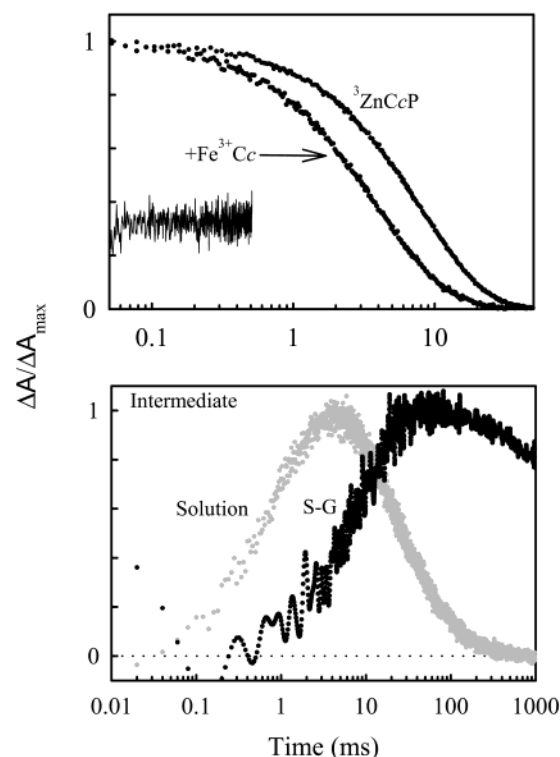 1
³ZnCcP
+Fe³⁺Cc
0
0.1 1 10
ΔA/ΔA_max
Intermediate
1
Solution
S-G
0
0.01 0.1 1 10 100 1000
Time (ms)